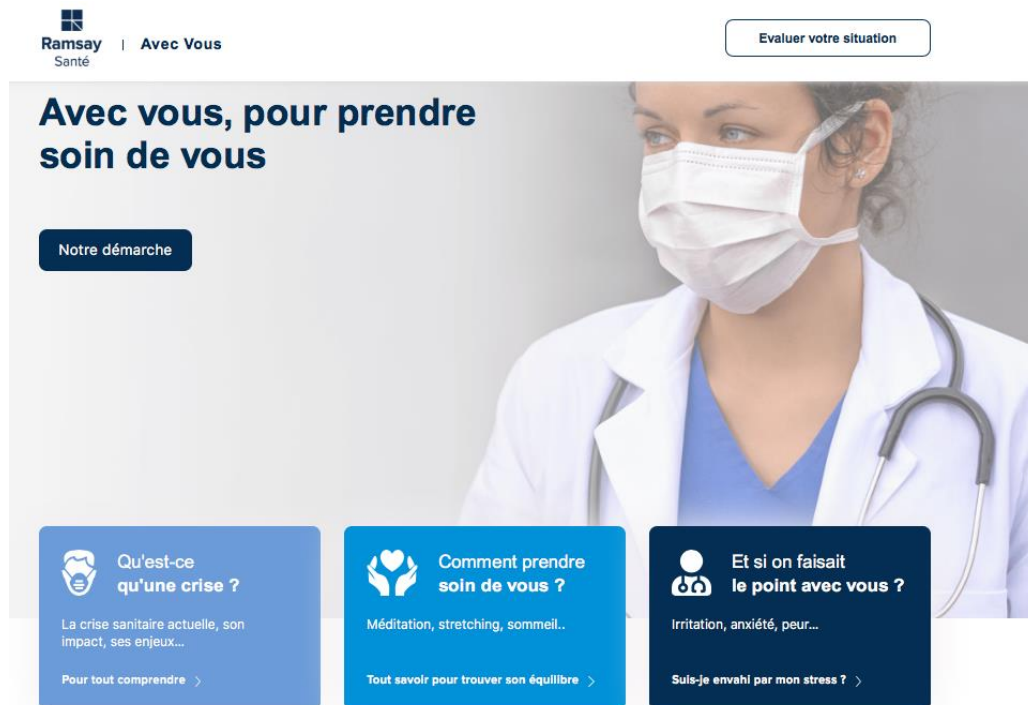 Ramsay
Santé
| Avec Vous
Evaluer votre situation
Avec vous, pour prendre
soin de vous
Notre démarche
Qu'est-ce
qu'une crise ?
La crise sanitaire actuelle, son
impact, ses enjeux...
Pour tout comprendre >
Comment prendre
soin de vous ?
Méditation, stretching, sommeil..
Tout savoir pour trouver son équilibre >
Et si on faisait
le point avec vous ?
Irritation, anxiété, peur...
Suis-je envahi par mon stress ? >